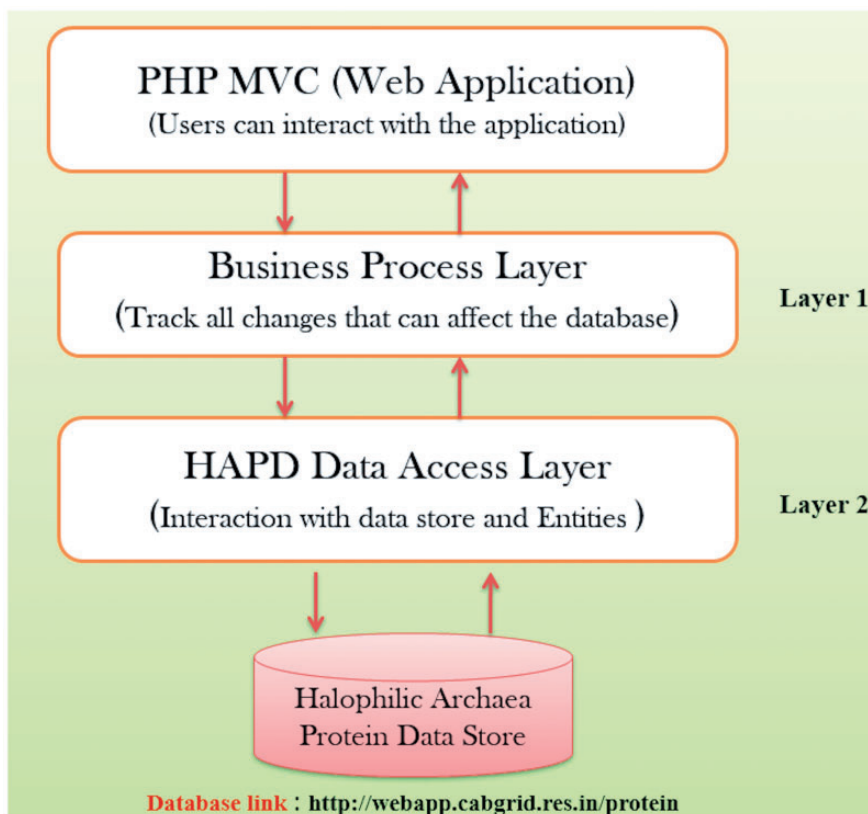 PHP MVC (Web Application)
(Users can interact with the application)
Business Process Layer
(Track all changes that can affect the database)
Layer 1
HAPD Data Access Layer
(Interaction with data store and Entities )
Layer 2
Halophilic Archaea
Protein Data Store
Database link : http://webapp.cabgrid.res.in/protein